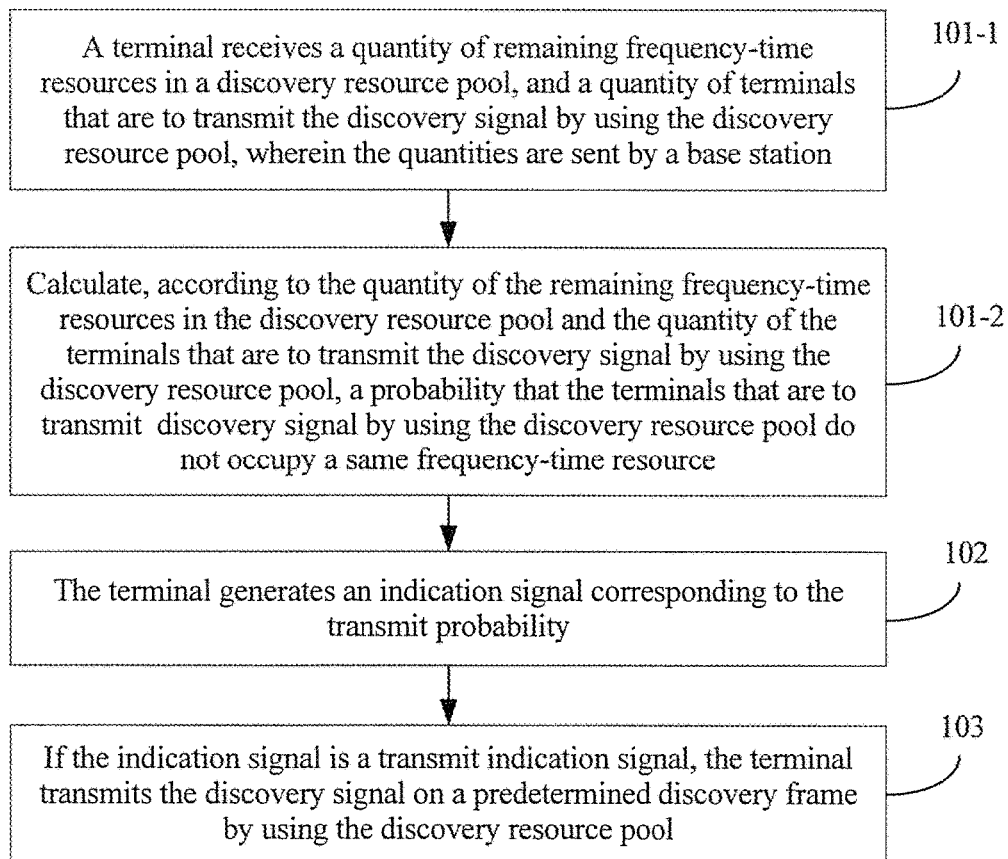 A terminal receives a quantity of remaining frequency-time
resources in a discovery resource pool, and a quantity of terminals
that are to transmit the discovery signal by using the discovery
resource pool, wherein the quantities are sent by a base station
101-1
Calculate, according to the quantity of the remaining frequency-time
resources in the discovery resource pool and the quantity of the
terminals that are to transmit the discovery signal by using the
discovery resource pool, a probability that the terminals that are to
transmit discovery signal by using the discovery resource pool do
not occupy a same frequency-time resource
101-2
The terminal generates an indication signal corresponding to the
transmit probability
102
If the indication signal is a transmit indication signal, the terminal
transmits the discovery signal on a predetermined discovery frame
by using the discovery resource pool
103